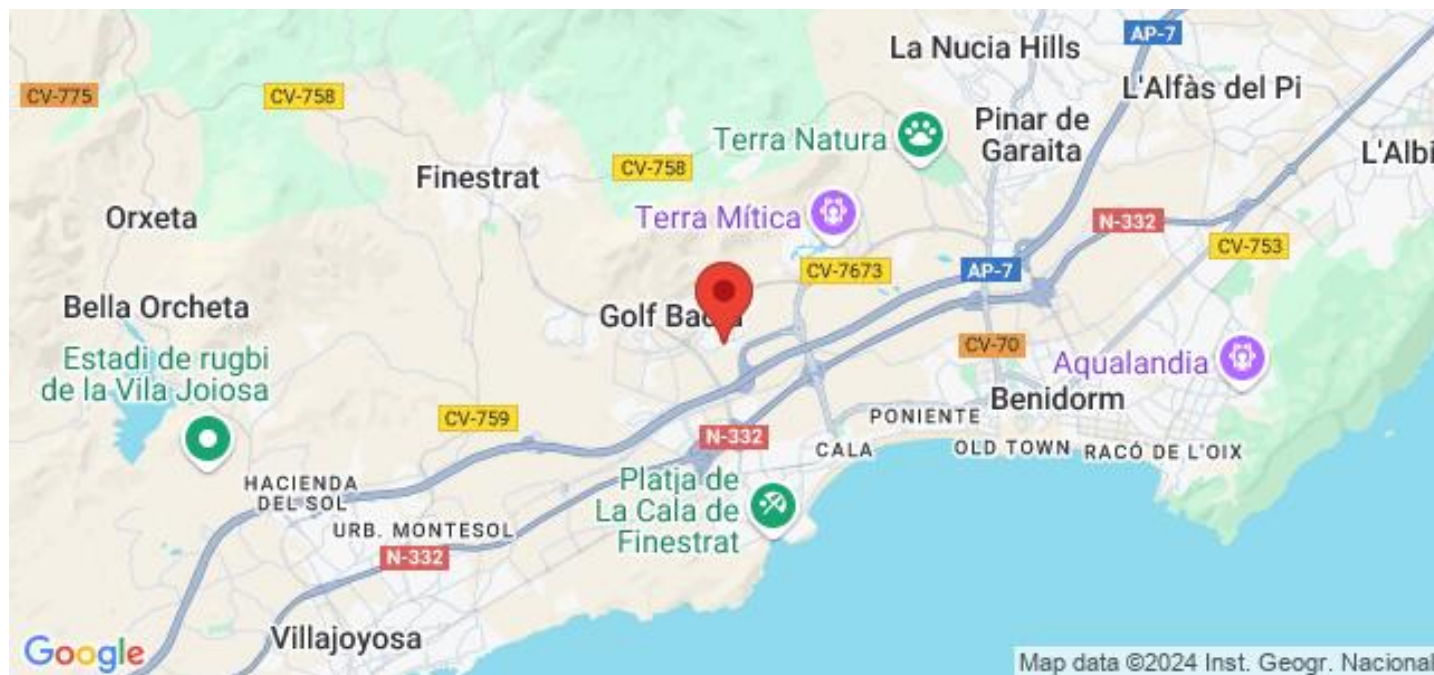 La Nucia Hills
AP-7
CV-775
CV-758
L'Alfàs del Pi
Terra Natura
Pinar de
Garaita
Finestrat
CV-758
L'Albi
Orxeta
Terra Mítica
N-332
CV-753
CV-7673
AP-7
Bella Orcheta
Golf
Estadi de rugbi
de la Vila Joiosa
CV-70
Aqualandia
Benidorm
CV-759
PONIENTE
N-332
CALA
OLD TOWN
RACÓ DE L'OIX
HACIENDA
DEL SOL
Platja de
La Cala de
Finestrat
URB. MONTESOL
N-332
Villajoyosa
Google
Map data ©2024 Inst. Geogr. Nacional